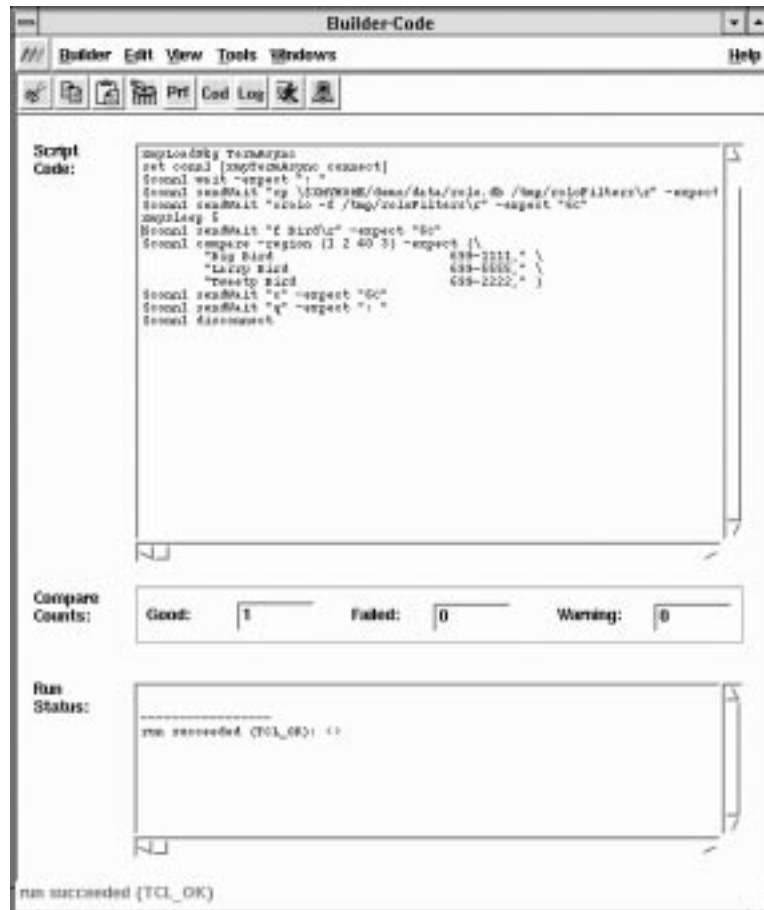 Builder-Code
Builder Edit View Tools Windows Help
Prf Cod Log
Script Code:
xmpLoadPkg TermAsync
set conn1 [xmpTermAsync connect]
$conn1 wait -expect ": "
$conn1 sendWait "cp \$XMPHOME/demo/data/rolo.db /tmp/roloFilters\r" -expect
$conn1 sendWait "xrolo -f /tmp/roloFilters\r" -expect "Gc"
xmpSleep 5
$conn1 sendWait "f Bird\r" -expect "Gc"
$conn1 compare -region {1 2 40 3} -expect {\
"Big Bird 699-1111," \
"Larry Bird 699-5555," \
"Tweety Bird 699-2222," }
$conn1 sendWait "c" -expect "Gc"
$conn1 sendWait "q" -expect ": "
$conn1 disconnect
Compare Counts:
Good: 1 Failed: 0 Warning: 0
Run Status:
-----------------
run succeeded (TCL_OK): <>
run succeeded (TCL_OK)